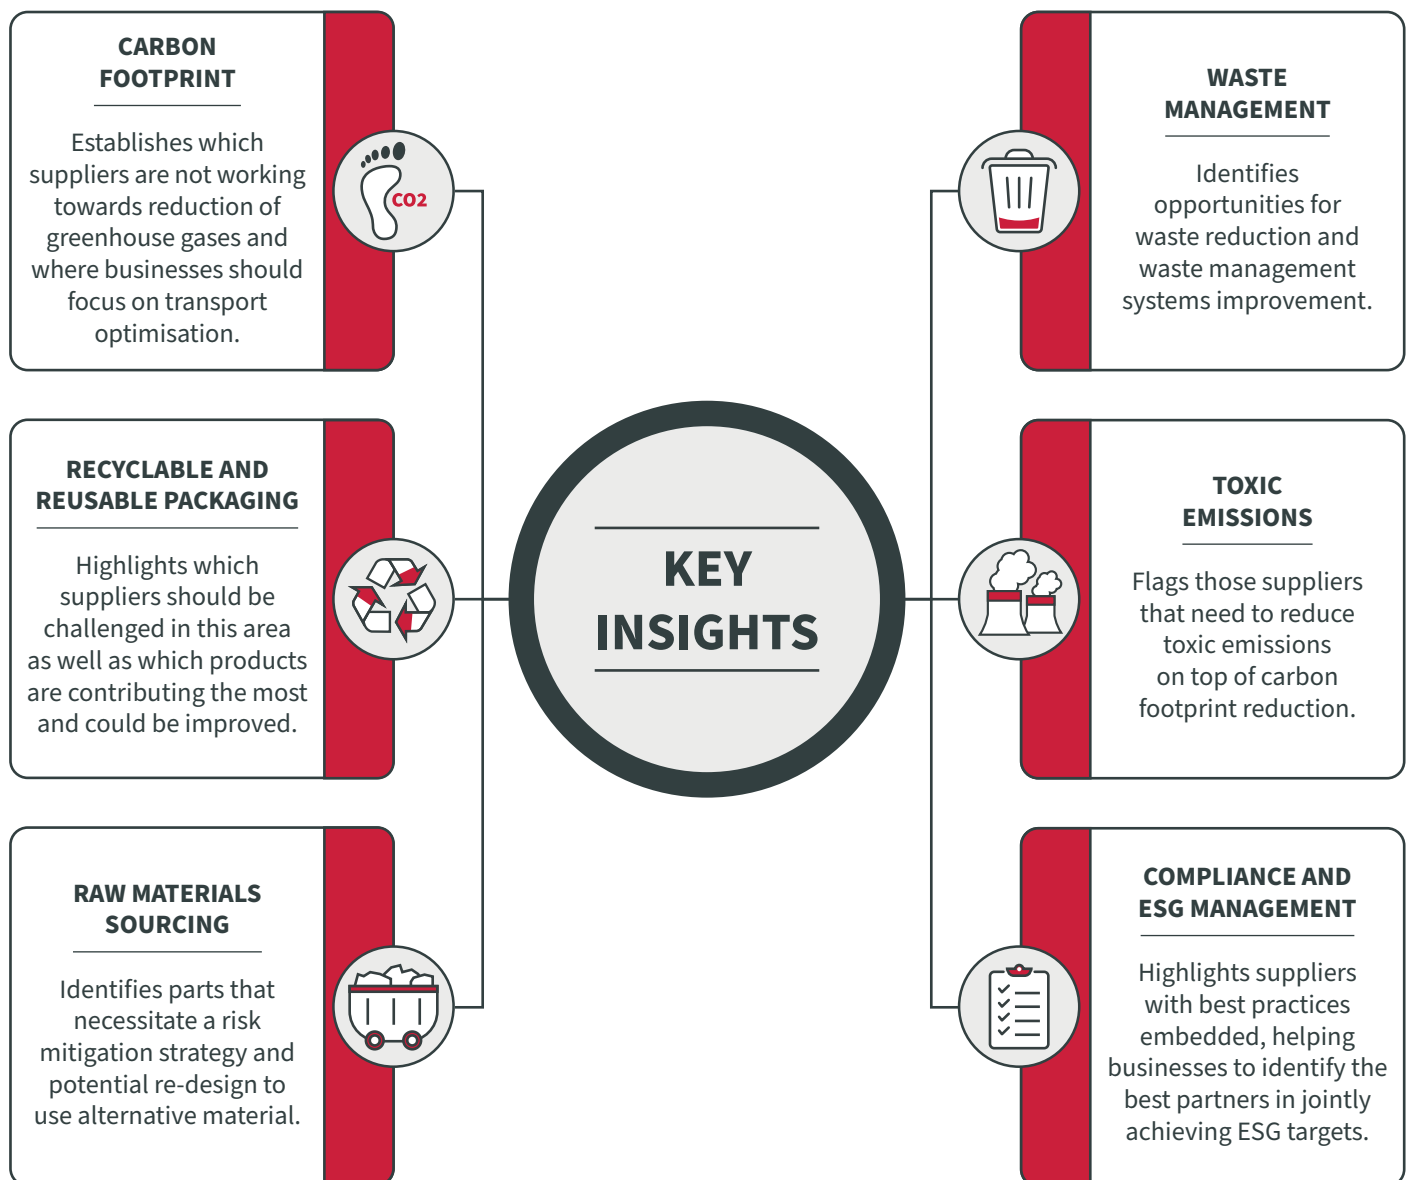 CARBON
FOOTPRINT
Establishes which
suppliers are not working
towards reduction of
greenhouse gases and
where businesses should
focus on transport
optimisation.
CO2
RECYCLABLE AND
REUSABLE PACKAGING
Highlights which
suppliers should be
challenged in this area
as well as which products
are contributing the most
and could be improved.
RAW MATERIALS
SOURCING
Identifies parts that
necessitate a risk
mitigation strategy and
potential re-design to
use alternative material.
KEY
INSIGHTS
WASTE
MANAGEMENT
Identifies
opportunities for
waste reduction and
waste management
systems improvement.
TOXIC
EMISSIONS
Flags those suppliers
that need to reduce
toxic emissions
on top of carbon
footprint reduction.
COMPLIANCE AND
ESG MANAGEMENT
Highlights suppliers
with best practices
embedded, helping
businesses to identify the
best partners in jointly
achieving ESG targets.